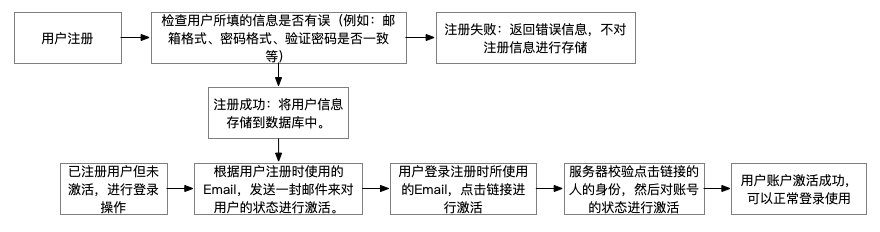 用户注册
检查用户所填的信息是否有误（例如：邮
箱格式、密码格式、验证密码是否一致
等）
注册失败：返回错误信息，不对
注册信息进行存储
注册成功：将用户信息
存储到数据库中。
已注册用户但未
激活，进行登录
操作
根据用户注册时使用的
Email，发送一封邮件来对
用户的状态进行激活。
用户登录注册时所使用
的Email，点击链接进
行激活
服务器校验点击链接的
人的身份，然后对账号
的状态进行激活
用户账户激活成功，
可以正常登录使用